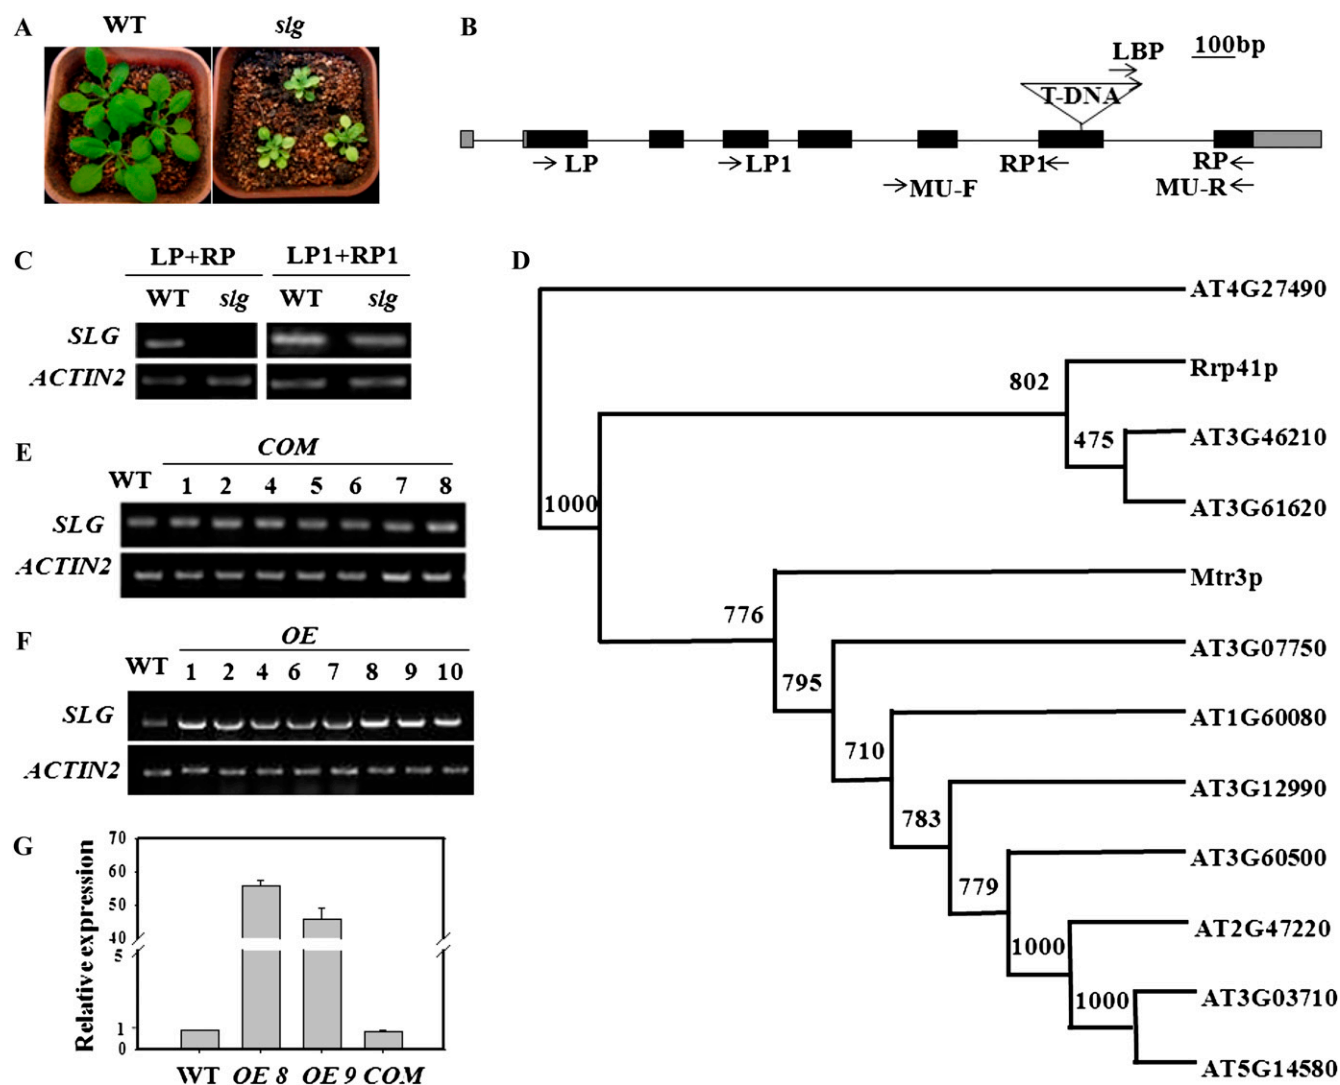 A
WT
slg
B
LBP
100bp
T-DNA
LP
LP1
RP1
RP
MU-F
MU-R
C
LP+RP
LP1+RP1
WT
slg
WT
slg
SLG
ACTIN2
D
AT4G27490
Rrp41p
802
AT3G46210
475
AT3G61620
1000
Mtr3p
776
AT3G07750
795
AT1G60080
710
AT3G12990
783
AT3G60500
779
AT2G47220
1000
AT3G03710
1000
AT5G14580
E
COM
WT 1 2 4 5 6 7 8
SLG
ACTIN2
F
OE
WT 1 2 4 6 7 8 9 10
SLG
ACTIN2
G
Relative expression
70
60
50
40
5
1
0
WT OE 8 OE 9 COM